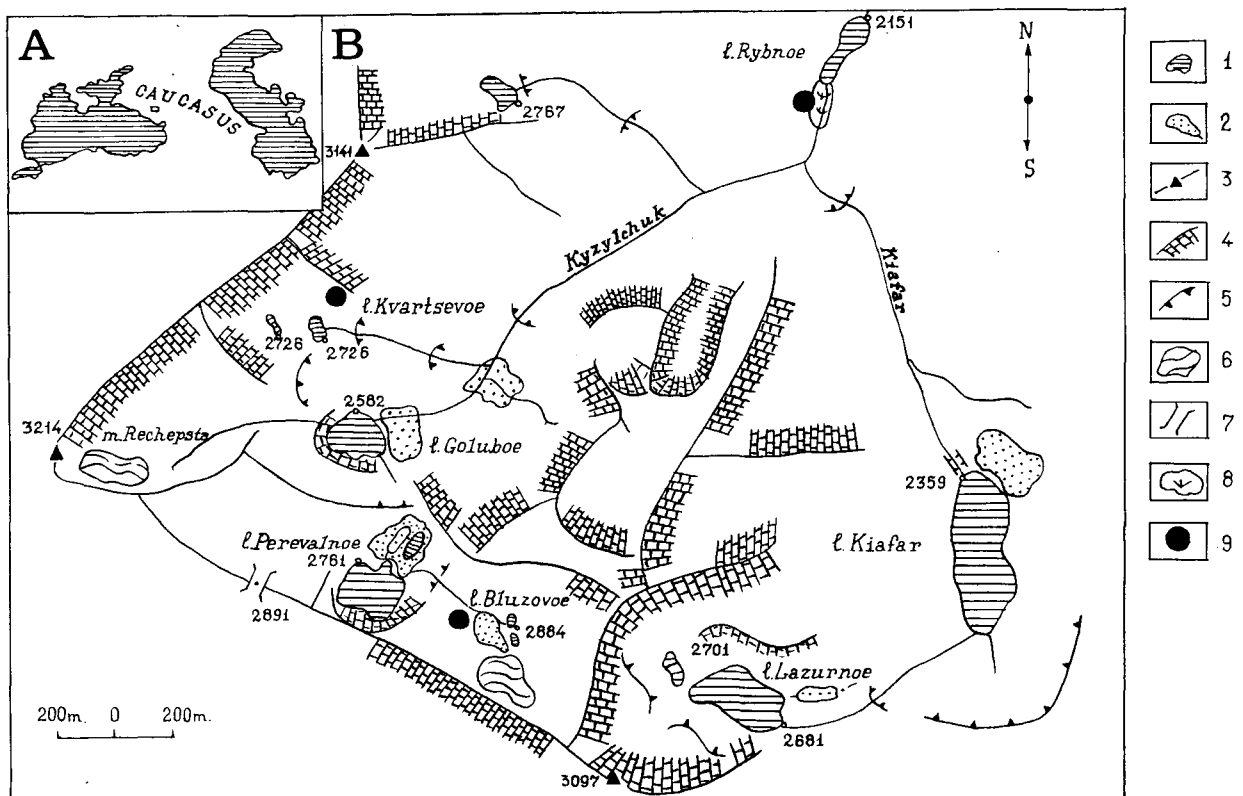 A
CAUCASUS
B
3141
2767
l.Rybnoe
2151
N
S
Kyzylchuk
Kiafar
l.Kvartsevoe
2726
2726
2582
l.Goluboe
3214
m.Rechepsta
l.Perevalnoe
2761
2891
l.Bluzovoe
2884
2359
l.Kiafar
2701
l.Lazurnoe
2681
3097
200m. 0 200m.
1
2
3
4
5
6
7
8
9